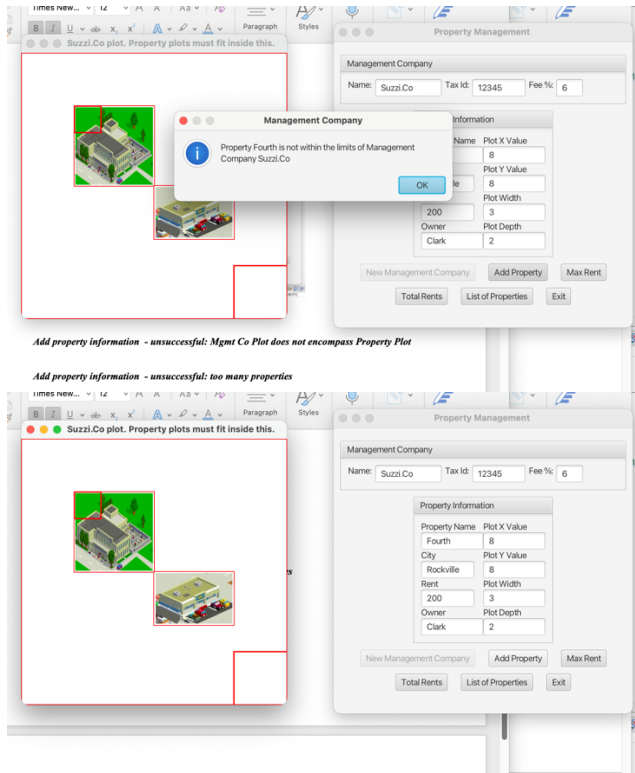 Times New... 12 A A Aa
B I U ab x, x² A A Paragraph Styles
Suzzi.Co plot. Property plots must fit inside this.
Property Management
Management Company
Name: Suzzi.Co Tax Id: 12345 Fee %: 6
Management Company
Property Fourth is not within the limits of Management
Company Suzzi.Co
OK
Name Plot X Value
8
Plot Y Value
8
Plot Width
200 3
Owner Plot Depth
Clark 2
New Management Company Add Property Max Rent
Total Rents List of Properties Exit
Add property information - unsuccessful: Mgmt Co Plot does not encompass Property Plot
Add property information - unsuccessful: too many properties
Times New... 12 A A Aa
B I U ab x, x² A A Paragraph Styles
Suzzi.Co plot. Property plots must fit inside this.
Property Management
Management Company
Name: Suzzi.Co Tax Id: 12345 Fee %: 6
Property Information
Property Name Plot X Value
Fourth 8
City Plot Y Value
Rockville 8
Rent Plot Width
200 3
Owner Plot Depth
Clark 2
New Management Company Add Property Max Rent
Total Rents List of Properties Exit